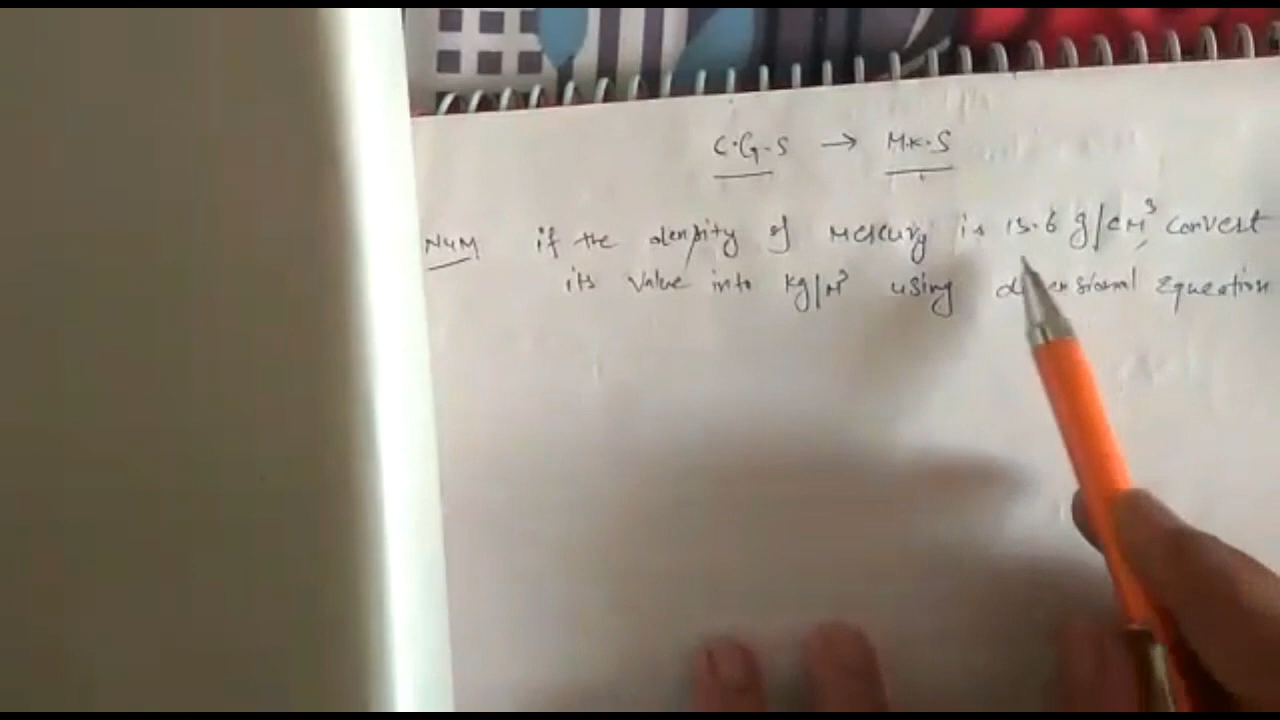 C.G.S → M.K.S
NUM if the density of Mercury is 13.6 g/cm³ convert
its value into kg/M³ using dimensional Equation